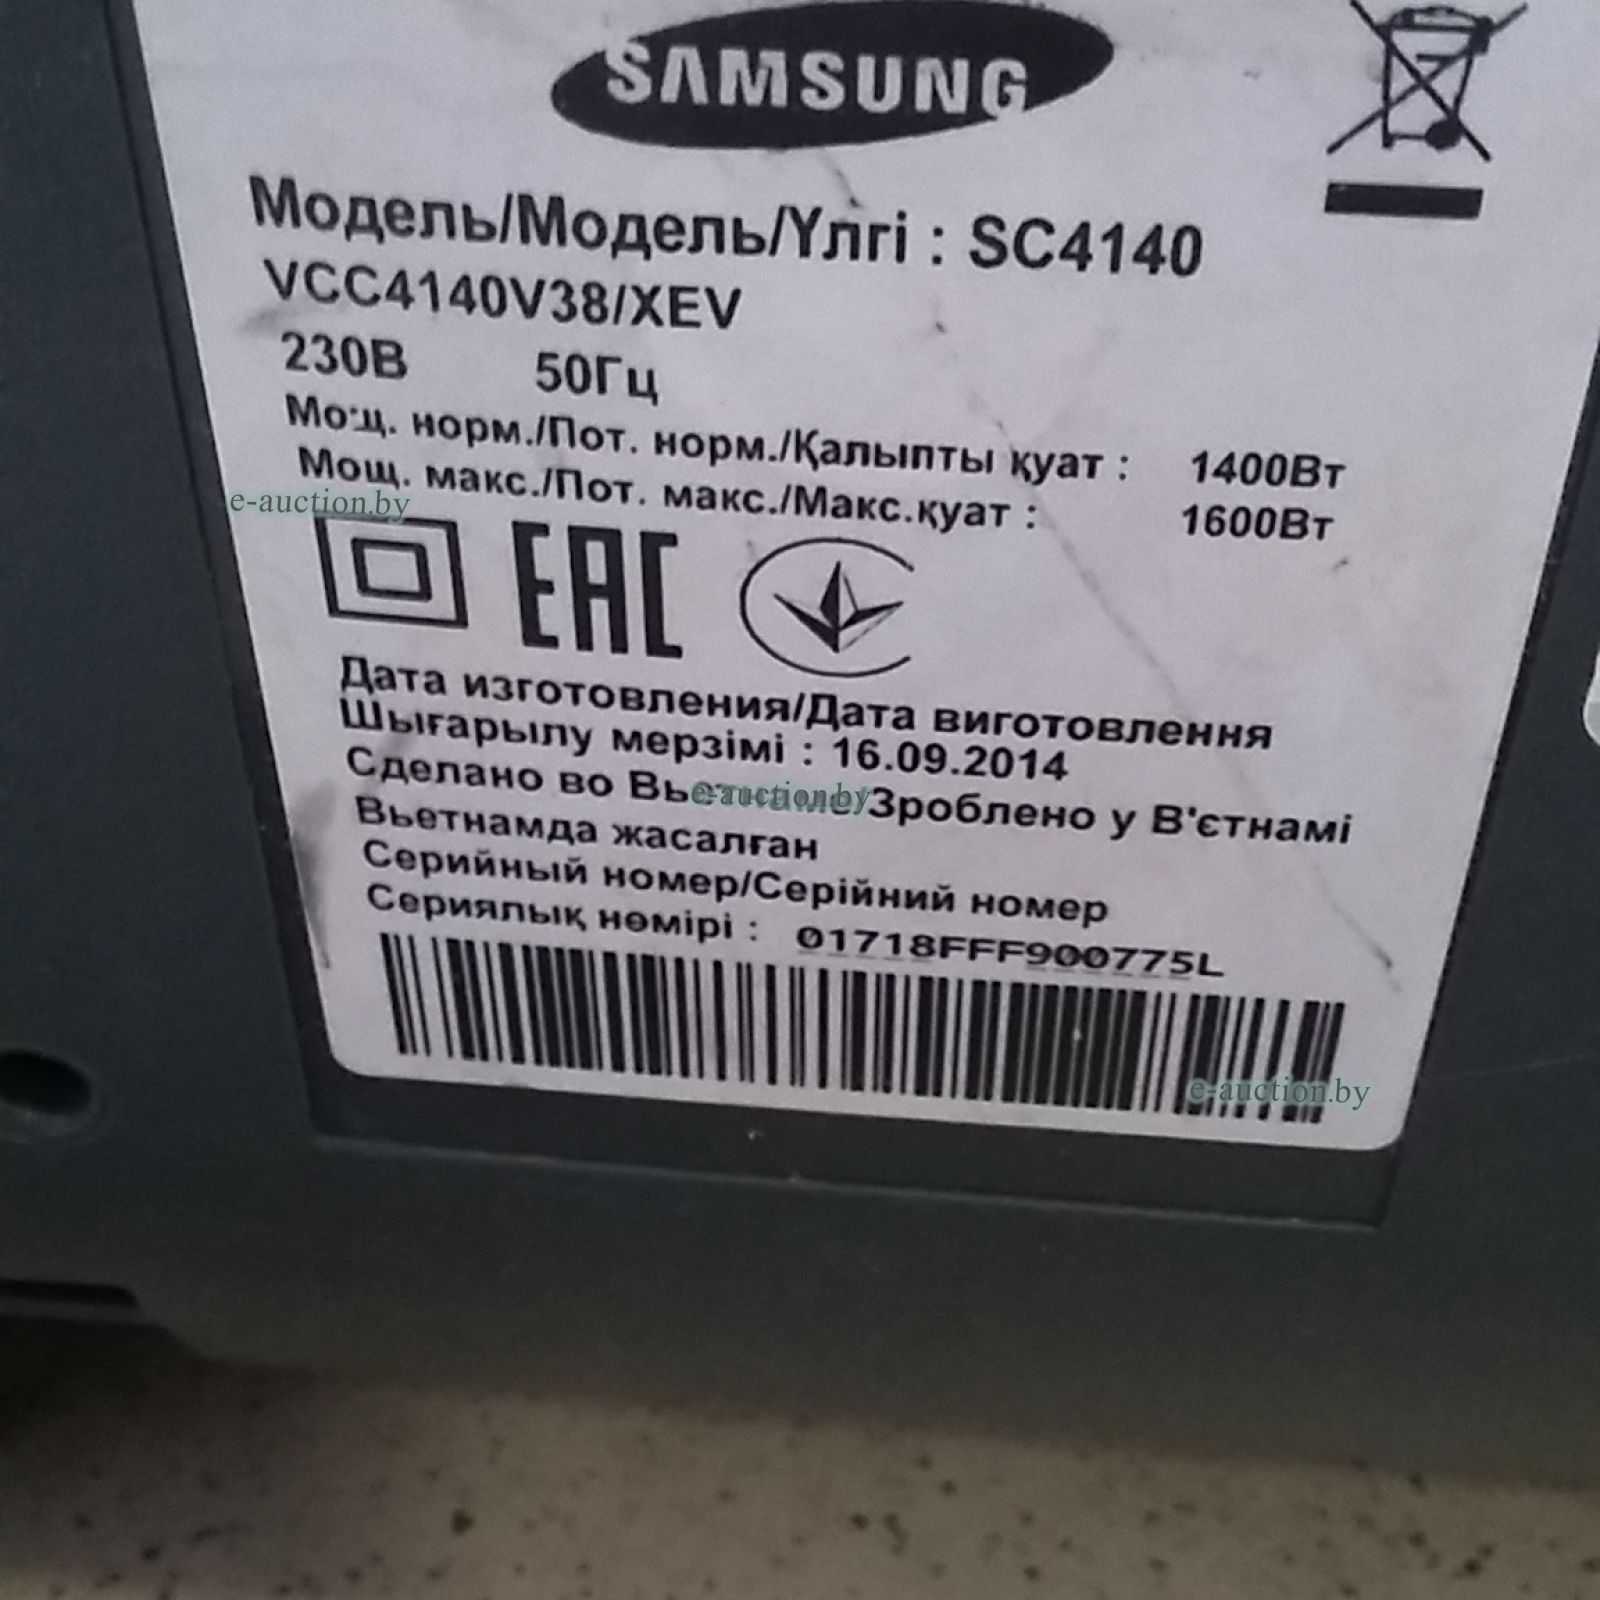 SAMSUNG
Модель/Модель/Үлгі : SC4140
VCC4140V38/XEV
230В 50Гц
Мощ. норм./Пот. норм./Қалыпты қуат : 1400Вт
Мощ. макс./Пот. макс./Макс.қуат : 1600Вт
e-auction.by
EAC
Дата изготовления/Дата виготовлення
Шығарылу мерзімі : 16.09.2014
Сделано во Вьетнаме/Зроблено у В'єтнамі
e-auction.by
Вьетнамда жасалған
Серийный номер/Серійний номер
Сериялық нөмірі : 01718FFF900775L
e-auction.by